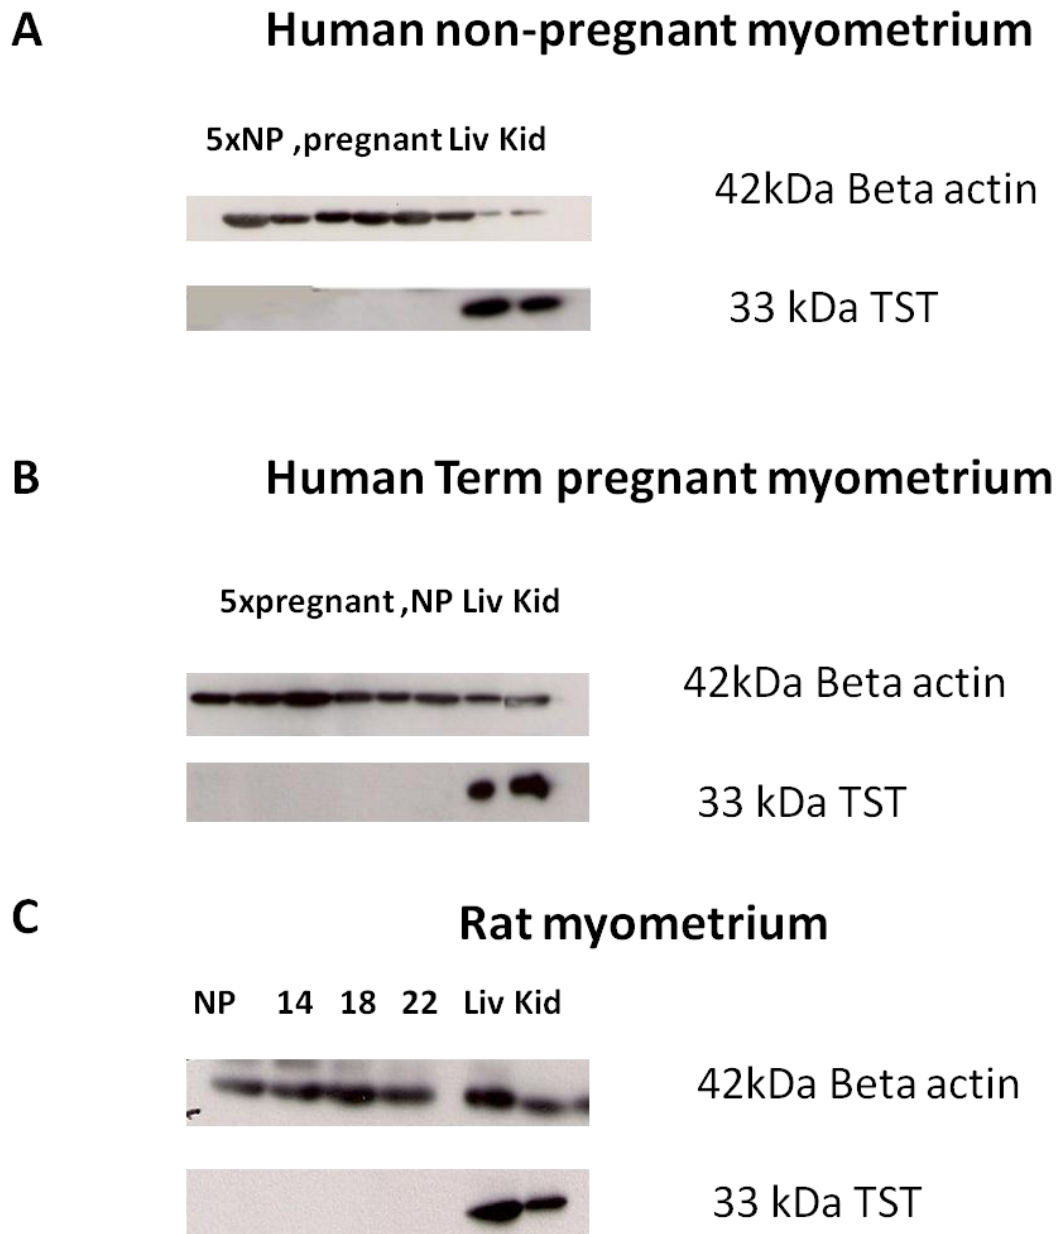 A
Human non-pregnant myometrium
5xNP ,pregnant Liv Kid
42kDa Beta actin
33 kDa TST
B
Human Term pregnant myometrium
5xpregnant ,NP Liv Kid
42kDa Beta actin
33 kDa TST
C
Rat myometrium
NP 14 18 22 Liv Kid
42kDa Beta actin
33 kDa TST